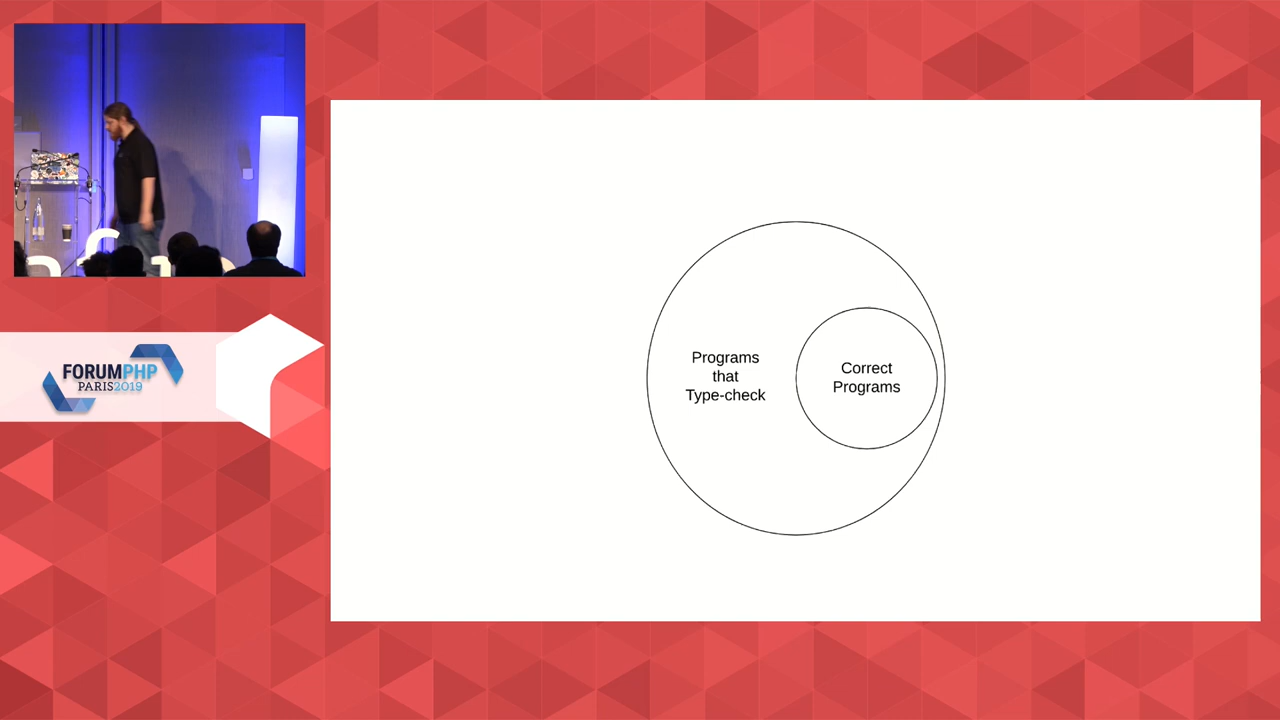 FORUMPHP
PARIS2019
Programs
that
Type-check
Correct
Programs